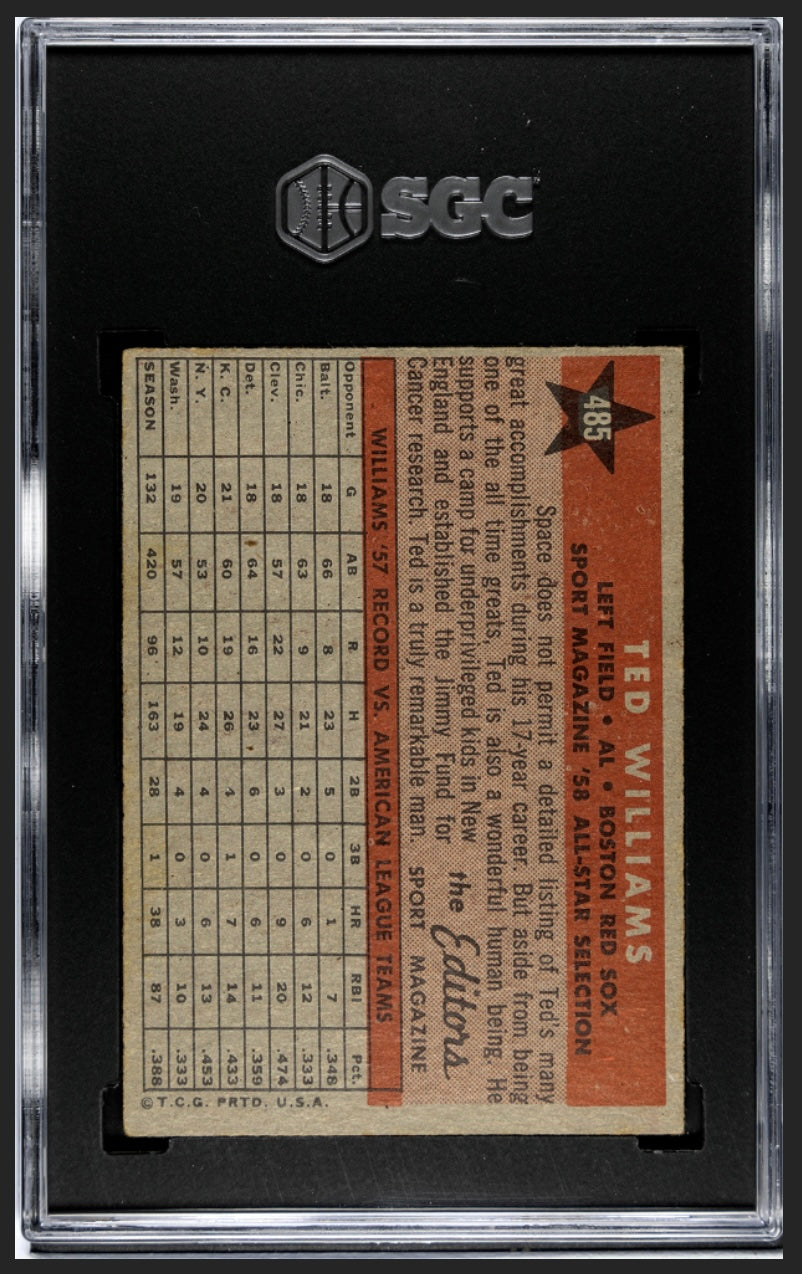 SGC
485
TED WILLIAMS
LEFT FIELD • AL • BOSTON RED SOX
SPORT MAGAZINE '58 ALL-STAR SELECTION
Space does not permit a detailed listing of Ted's many
great accomplishments during his 17-year career. But aside from being
one of the all time greats, Ted is also a wonderful human being. He
supports a camp for underprivileged kids in New
England and established the Jimmy Fund for
Cancer research. Ted is a truly remarkable man.
the Editors
SPORT MAGAZINE
WILLIAMS '57 RECORD VS. AMERICAN LEAGUE TEAMS
Opponent G AB R H 2B 3B HR RBI Pct.
Balt. 18 66 8 23 5 0 1 7 .348
Chic. 18 63 9 21 2 0 6 12 .333
Clev. 18 57 22 27 3 0 9 20 .474
Det. 18 64 16 23 6 0 6 11 .359
K. C. 21 60 19 26 4 1 7 14 .433
N. Y. 20 53 10 24 4 0 6 13 .453
Wash. 19 57 12 19 4 0 3 10 .333
SEASON 132 420 96 163 28 1 38 87 .388
© T.C.G. PRTD. U.S.A.